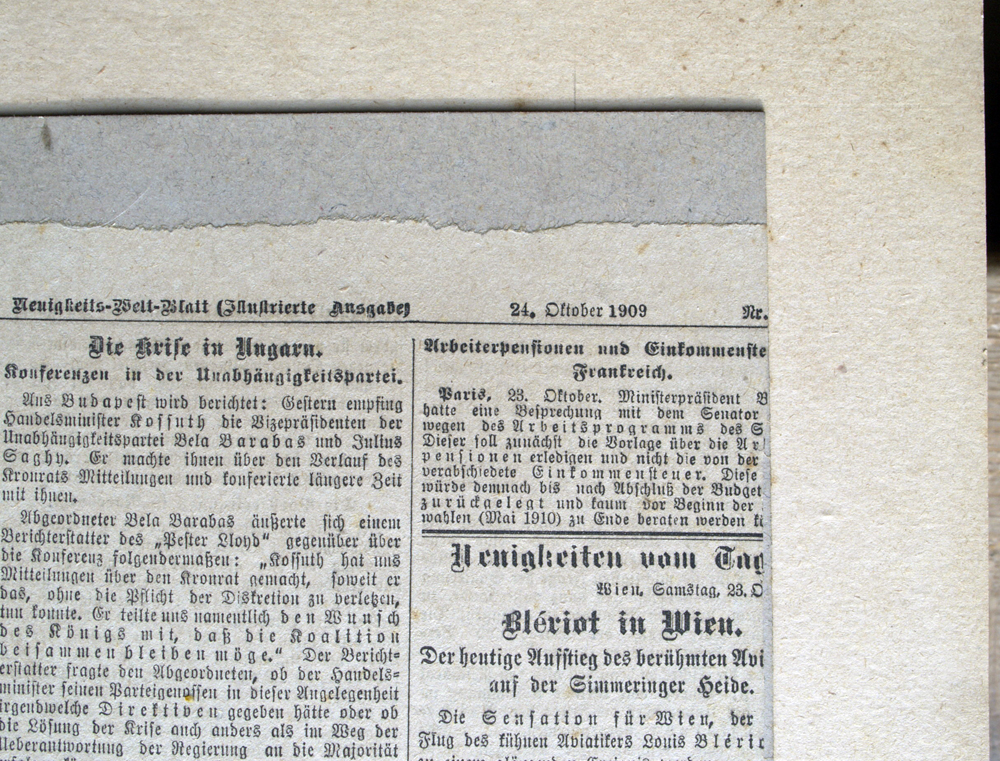 Neuigkeits-Welt-Blatt (Illustrierte Ausgabe) 24. Oktober 1909 Nr.
Die Krise in Ungarn.
Konferenzen in der Unabhängigkeitspartei.
Aus Budapest wird berichtet: Gestern empfing
Handelsminister Kossuth die Vizepräsidenten der
Unabhängigkeitspartei Bela Barabas und Julius
Saghy. Er machte ihnen über den Verlauf des
Kronrats Mitteilungen und konferierte längere Zeit
mit ihnen.
Abgeordneter Bela Barabas äußerte sich einem
Berichterstatter des „Pester Lloyd“ gegenüber über
die Konferenz folgendermaßen: „Kossuth hat uns
Mitteilungen über den Kronrat gemacht, soweit er
das, ohne die Pflicht der Diskretion zu verletzen,
tun konnte. Er teilte uns namentlich den Wunsch
des Königs mit, daß die Koalition
beisammenbleiben möge.“ Der Bericht=
erstatter fragte den Abgeordneten, ob der Handels=
minister seinen Parteigenossen in dieser Angelegenheit
irgendwelche Direktiven gegeben hätte oder ob
die Lösung der Krise auch anders als im Weg der
Ueberantwortung der Regierung an die Majorität
Arbeiterpensionen und Einkommenste
Frankreich.
Paris, 23. Oktober. Ministerpräsident B
hatte eine Besprechung mit dem Senator
wegen des Arbeitsprogramms des S
Dieser soll zunächst die Vorlage über die Ar
pensionen erledigen und nicht die von der
verabschiedete Einkommensteuer. Diese
würde demnach bis nach Abschluß der Budget
zurückgelegt und kaum vor Beginn der
wahlen (Mai 1910) zu Ende beraten werden kö
Neuigkeiten vom Tag
Wien, Samstag, 23. O
Blériot in Wien.
Der heutige Aufstieg des berühmten Avi
auf der Simmeringer Heide.
Die Sensation für Wien, der
Flug des kühnen Aviatikers Louis Bléric